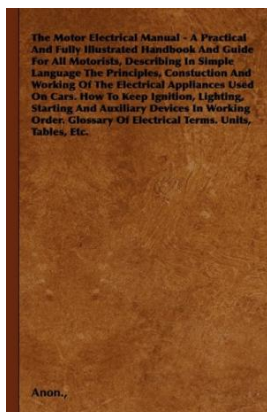 The Motor Electrical Manual - A Practical
And Fully Illustrated Handbook And Guide
For All Motorists, Describing In Simple
Language The Principles, Constuction And
Working Of The Electrical Appliances Used
On Cars. How To Keep Ignition, Lighting,
Starting And Auxiliary Devices In Working
Order. Glossary Of Electrical Terms. Units,
Tables, Etc.
Anon.,